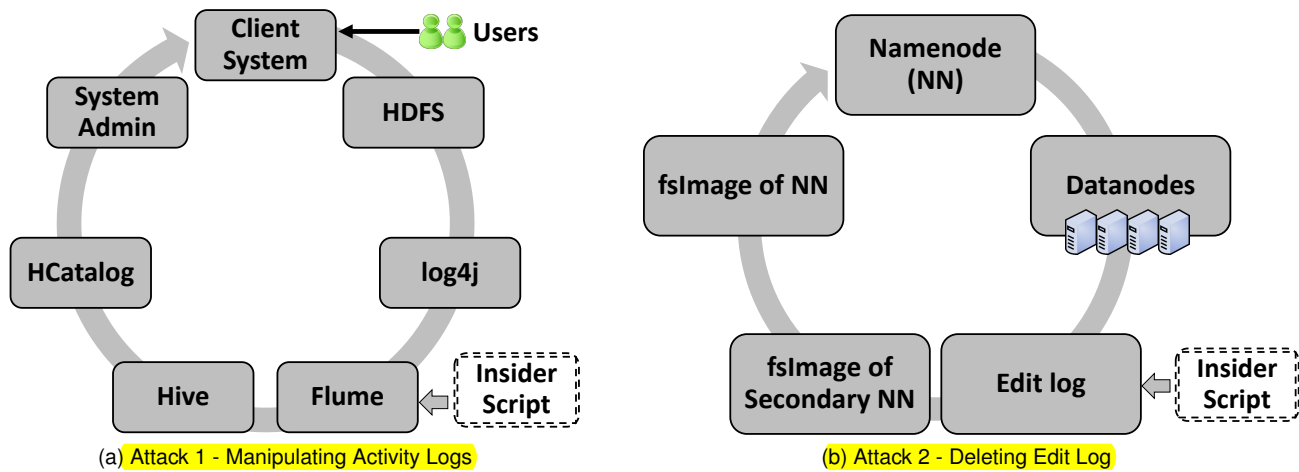 Client
System
Users
HDFS
log4j
Flume
Insider
Script
Hive
HCatalog
System
Admin
(a) Attack 1 - Manipulating Activity Logs
Namenode
(NN)
Datanodes
Edit log
Insider
Script
fsImage of
Secondary NN
fsImage of NN
(b) Attack 2 - Deleting Edit Log